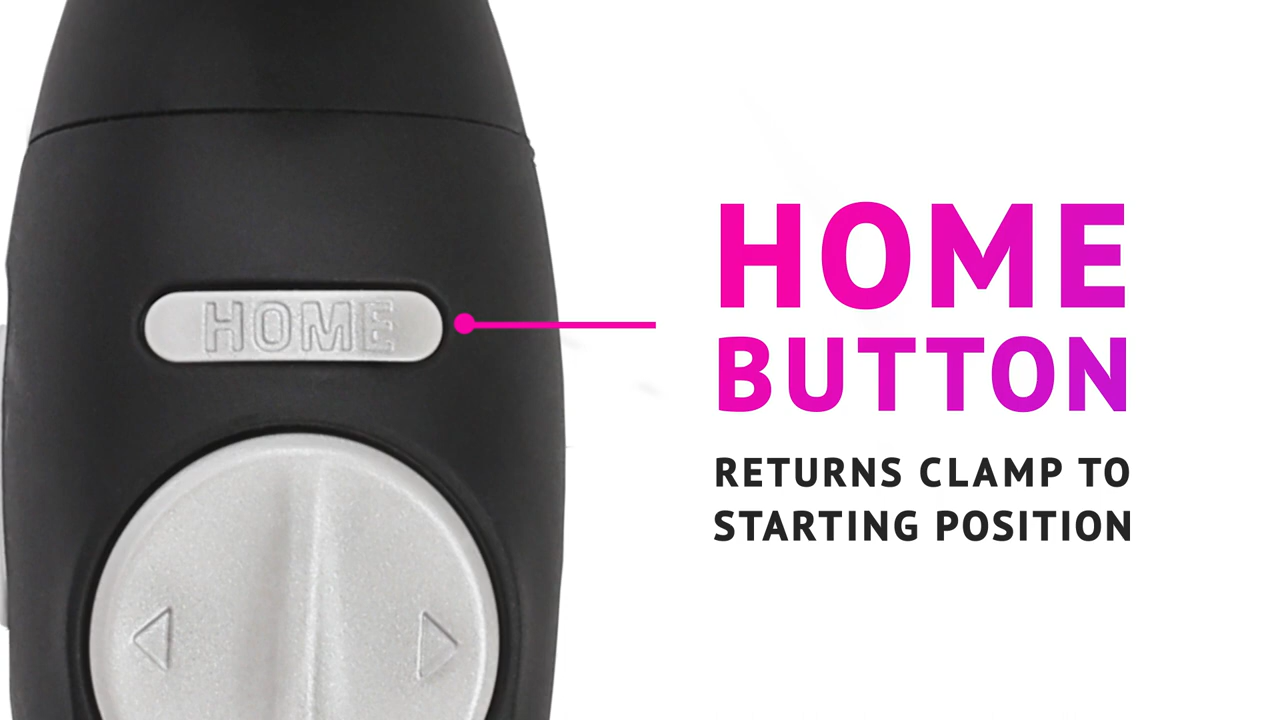 HOME
HOME
BUTTON
RETURNS CLAMP TO
STARTING POSITION